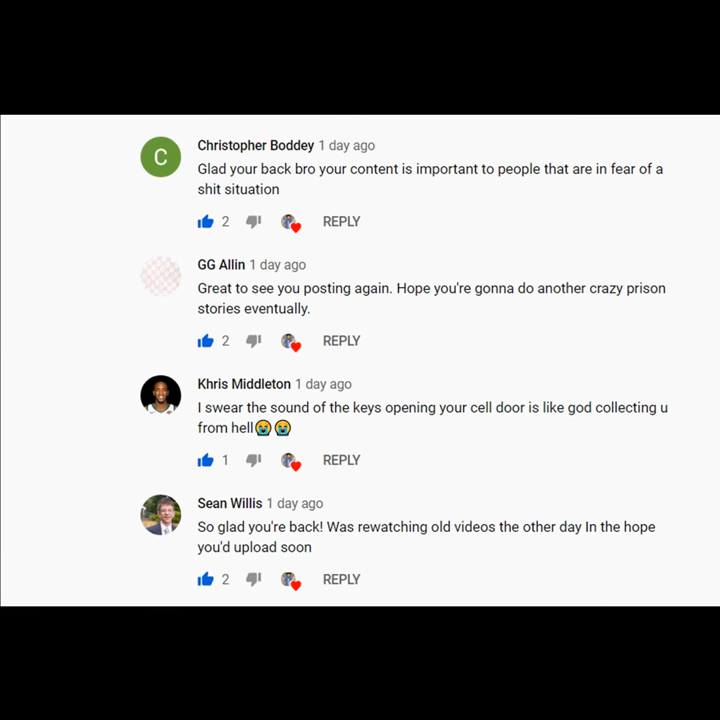 C
Christopher Boddey 1 day ago
Glad your back bro your content is important to people that are in fear of a
shit situation
2 REPLY
GG Allin 1 day ago
Great to see you posting again. Hope you're gonna do another crazy prison
stories eventually.
2 REPLY
Khris Middleton 1 day ago
I swear the sound of the keys opening your cell door is like god collecting u
from hell😭😭
1 REPLY
Sean Willis 1 day ago
So glad you're back! Was rewatching old videos the other day In the hope
you'd upload soon
2 REPLY